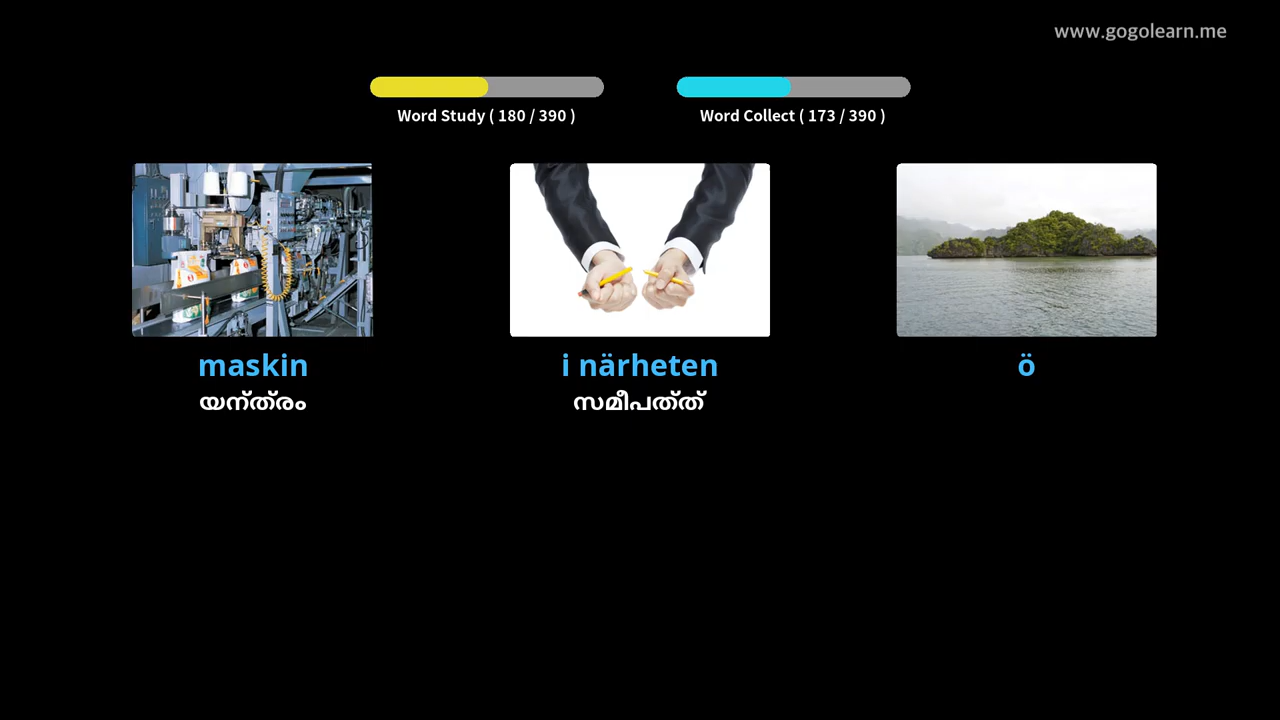 www.gogolearn.me
Word Study ( 180 / 390 )
Word Collect ( 173 / 390 )
maskin
i närheten
ö
യന്ത്രം
സമീപത്ത്